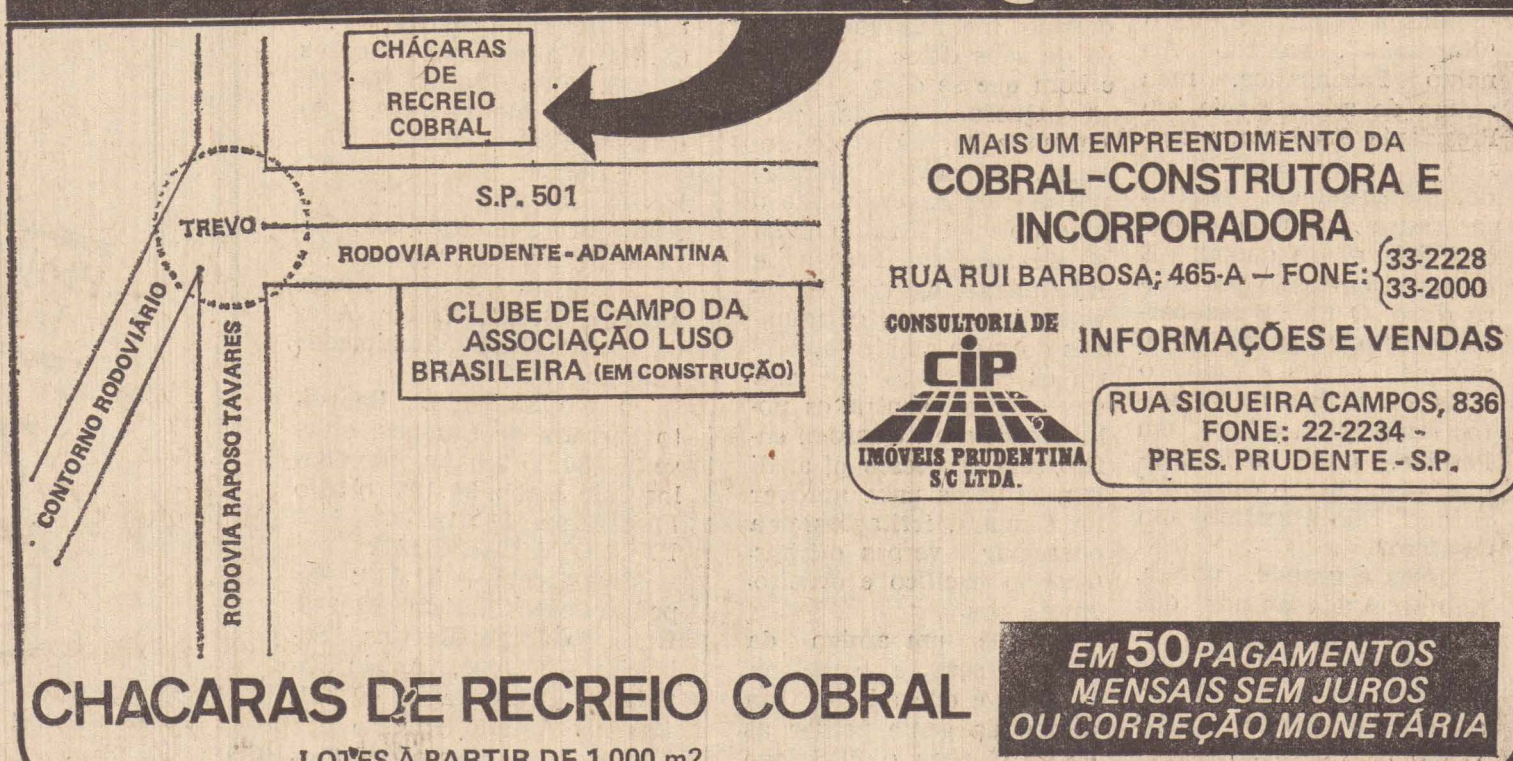 CHÁCARAS
DE
RECREIO
COBRAL
S.P. 501
TREVO
RODOVIA PRUDENTE-ADAMANTINA
CLUBE DE CAMPO DA
ASSOCIAÇÃO LUSO
BRASILEIRA (EM CONSTRUÇÃO)
CONTORNO RODOVIÁRIO
RODOVIA RAPOSO TAVARES
MAIS UM EMPREENDIMENTO DA
COBRAL-CONSTRUTORA E
INCORPORADORA
RUA RUI BARBOSA; 465-A — FONE: 33-2228
33-2000
CONSULTORIA DE
CIP
IMÓVEIS PRUDENTINA
S/C LTDA.
INFORMAÇÕES E VENDAS
RUA SIQUEIRA CAMPOS, 836
FONE: 22-2234 -
PRES. PRUDENTE - S.P.
CHACARAS DE RECREIO COBRAL
LOTES À PARTIR DE 1.000 m2
EM 50 PAGAMENTOS
MENSAIS SEM JUROS
OU CORREÇÃO MONETÁRIA